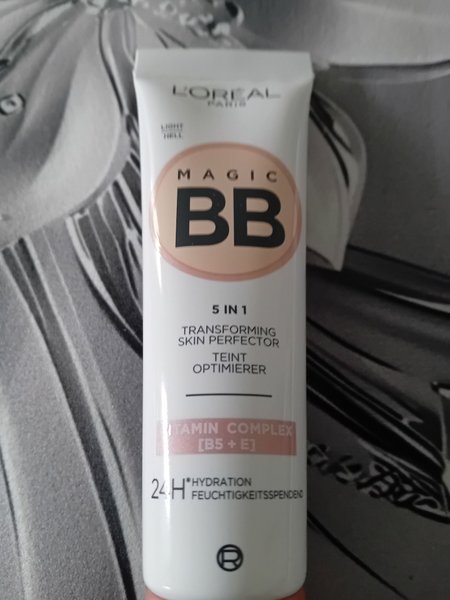 L'ORÉAL
PARIS
LIGHT
HELL
MAGIC
BB
5 IN 1
TRANSFORMING
SKIN PERFECTOR
TEINT
OPTIMIERER
VITAMIN COMPLEX
[B5 + E]
24H* HYDRATION
FEUCHTIGKEITSSPENDEND
R